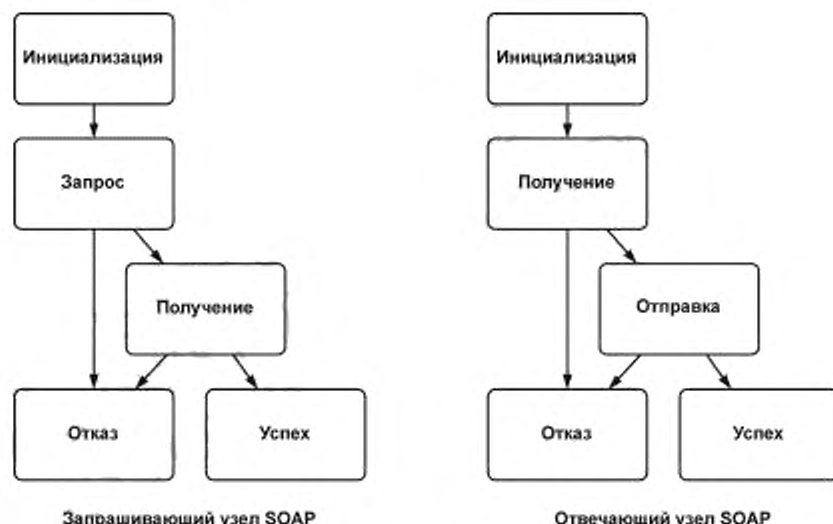 Инициализация
Запрос
Получение
Отказ
Успех
Запрашивающий узел SOAP
Инициализация
Получение
Отправка
Отказ
Успех
Отвечающий узел SOAP